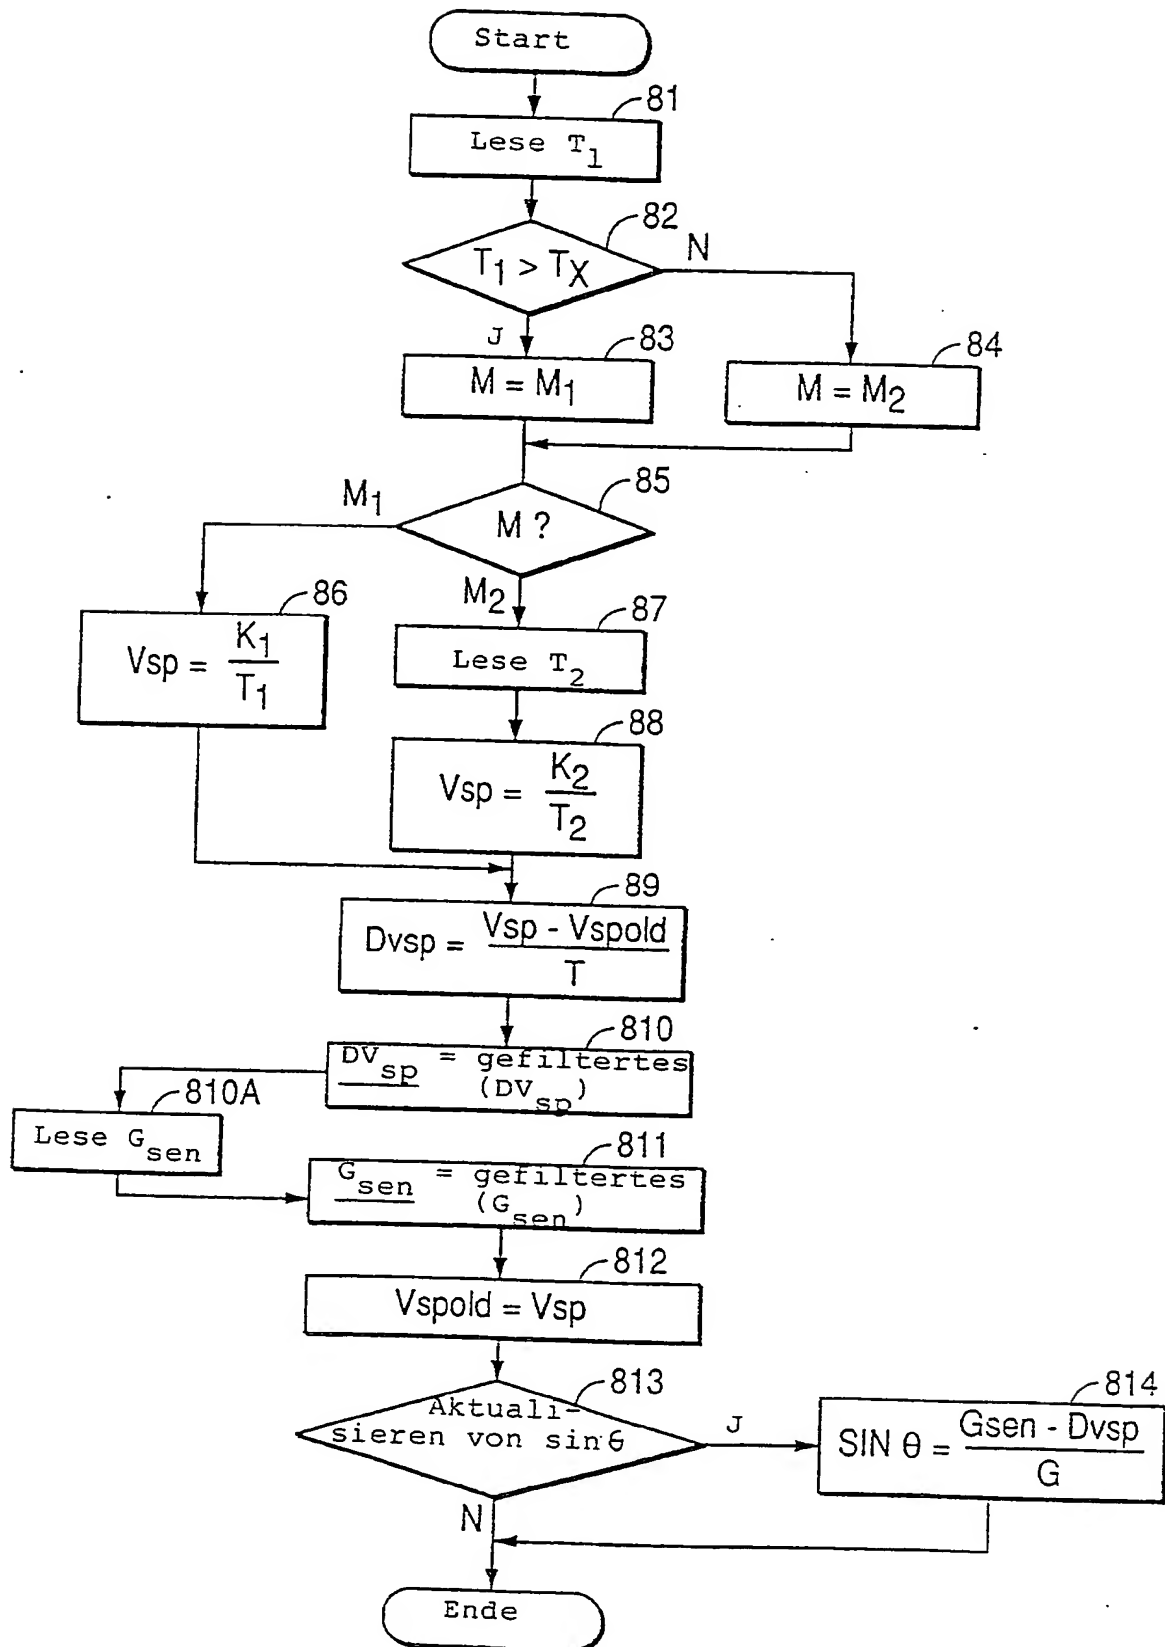 Start
81
Lese T1
82
T1 > TX
N
J
83
M = M1
84
M = M2
85
M ?
M1
M2
86
Vsp = K1
T1
87
Lese T2
88
Vsp = K2
T2
89
Dvsp = Vsp - Vspold
T
810
DVsp = gefiltertes
(DVsp)
810A
Lese Gsen
811
Gsen = gefiltertes
(Gsen)
812
Vspold = Vsp
813
Aktuali-
sieren von sin θ
J
814
SIN θ = Gsen - Dvsp
G
N
Ende